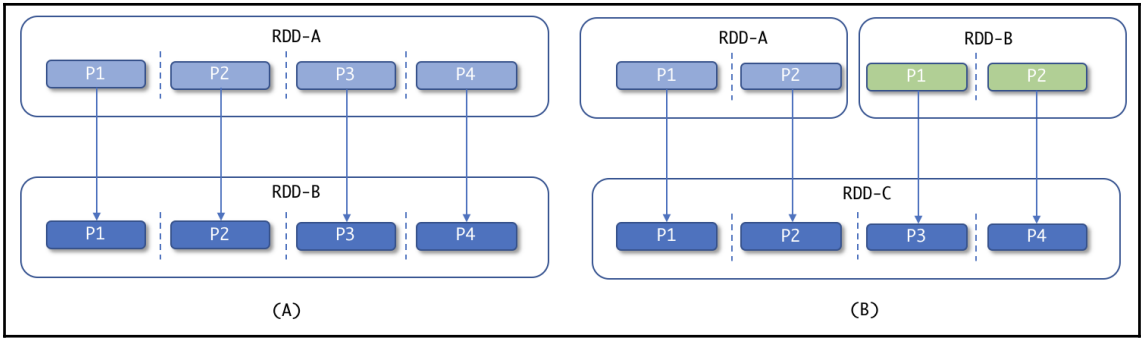 RDD-A
P1 P2 P3 P4
RDD-B
P1 P2 P3 P4
(A)
RDD-A
P1 P2
RDD-B
P1 P2
RDD-C
P1 P2 P3 P4
(B)